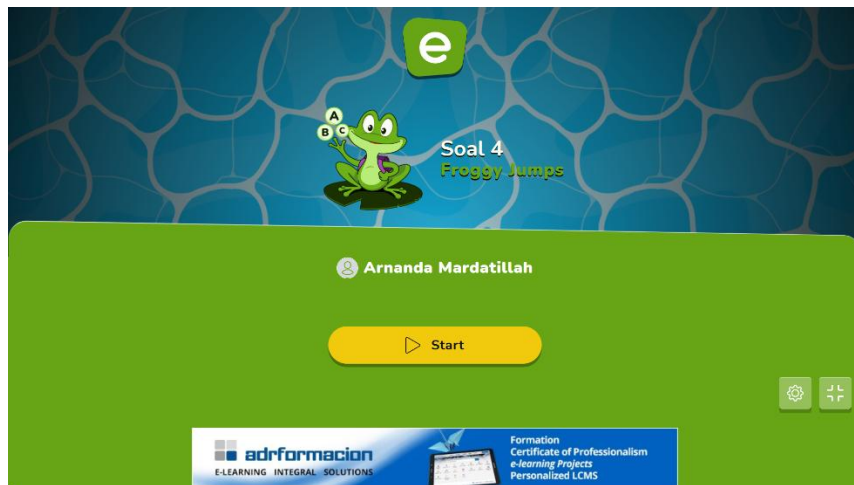 e
A
B C
Soal 4
Froggy Jumps
Arnanda Mardatillah
Start
adrformacion
E-LEARNING INTEGRAL SOLUTIONS
Formation
Certificate of Professionalism
e-learning Projects
Personalized LCMS